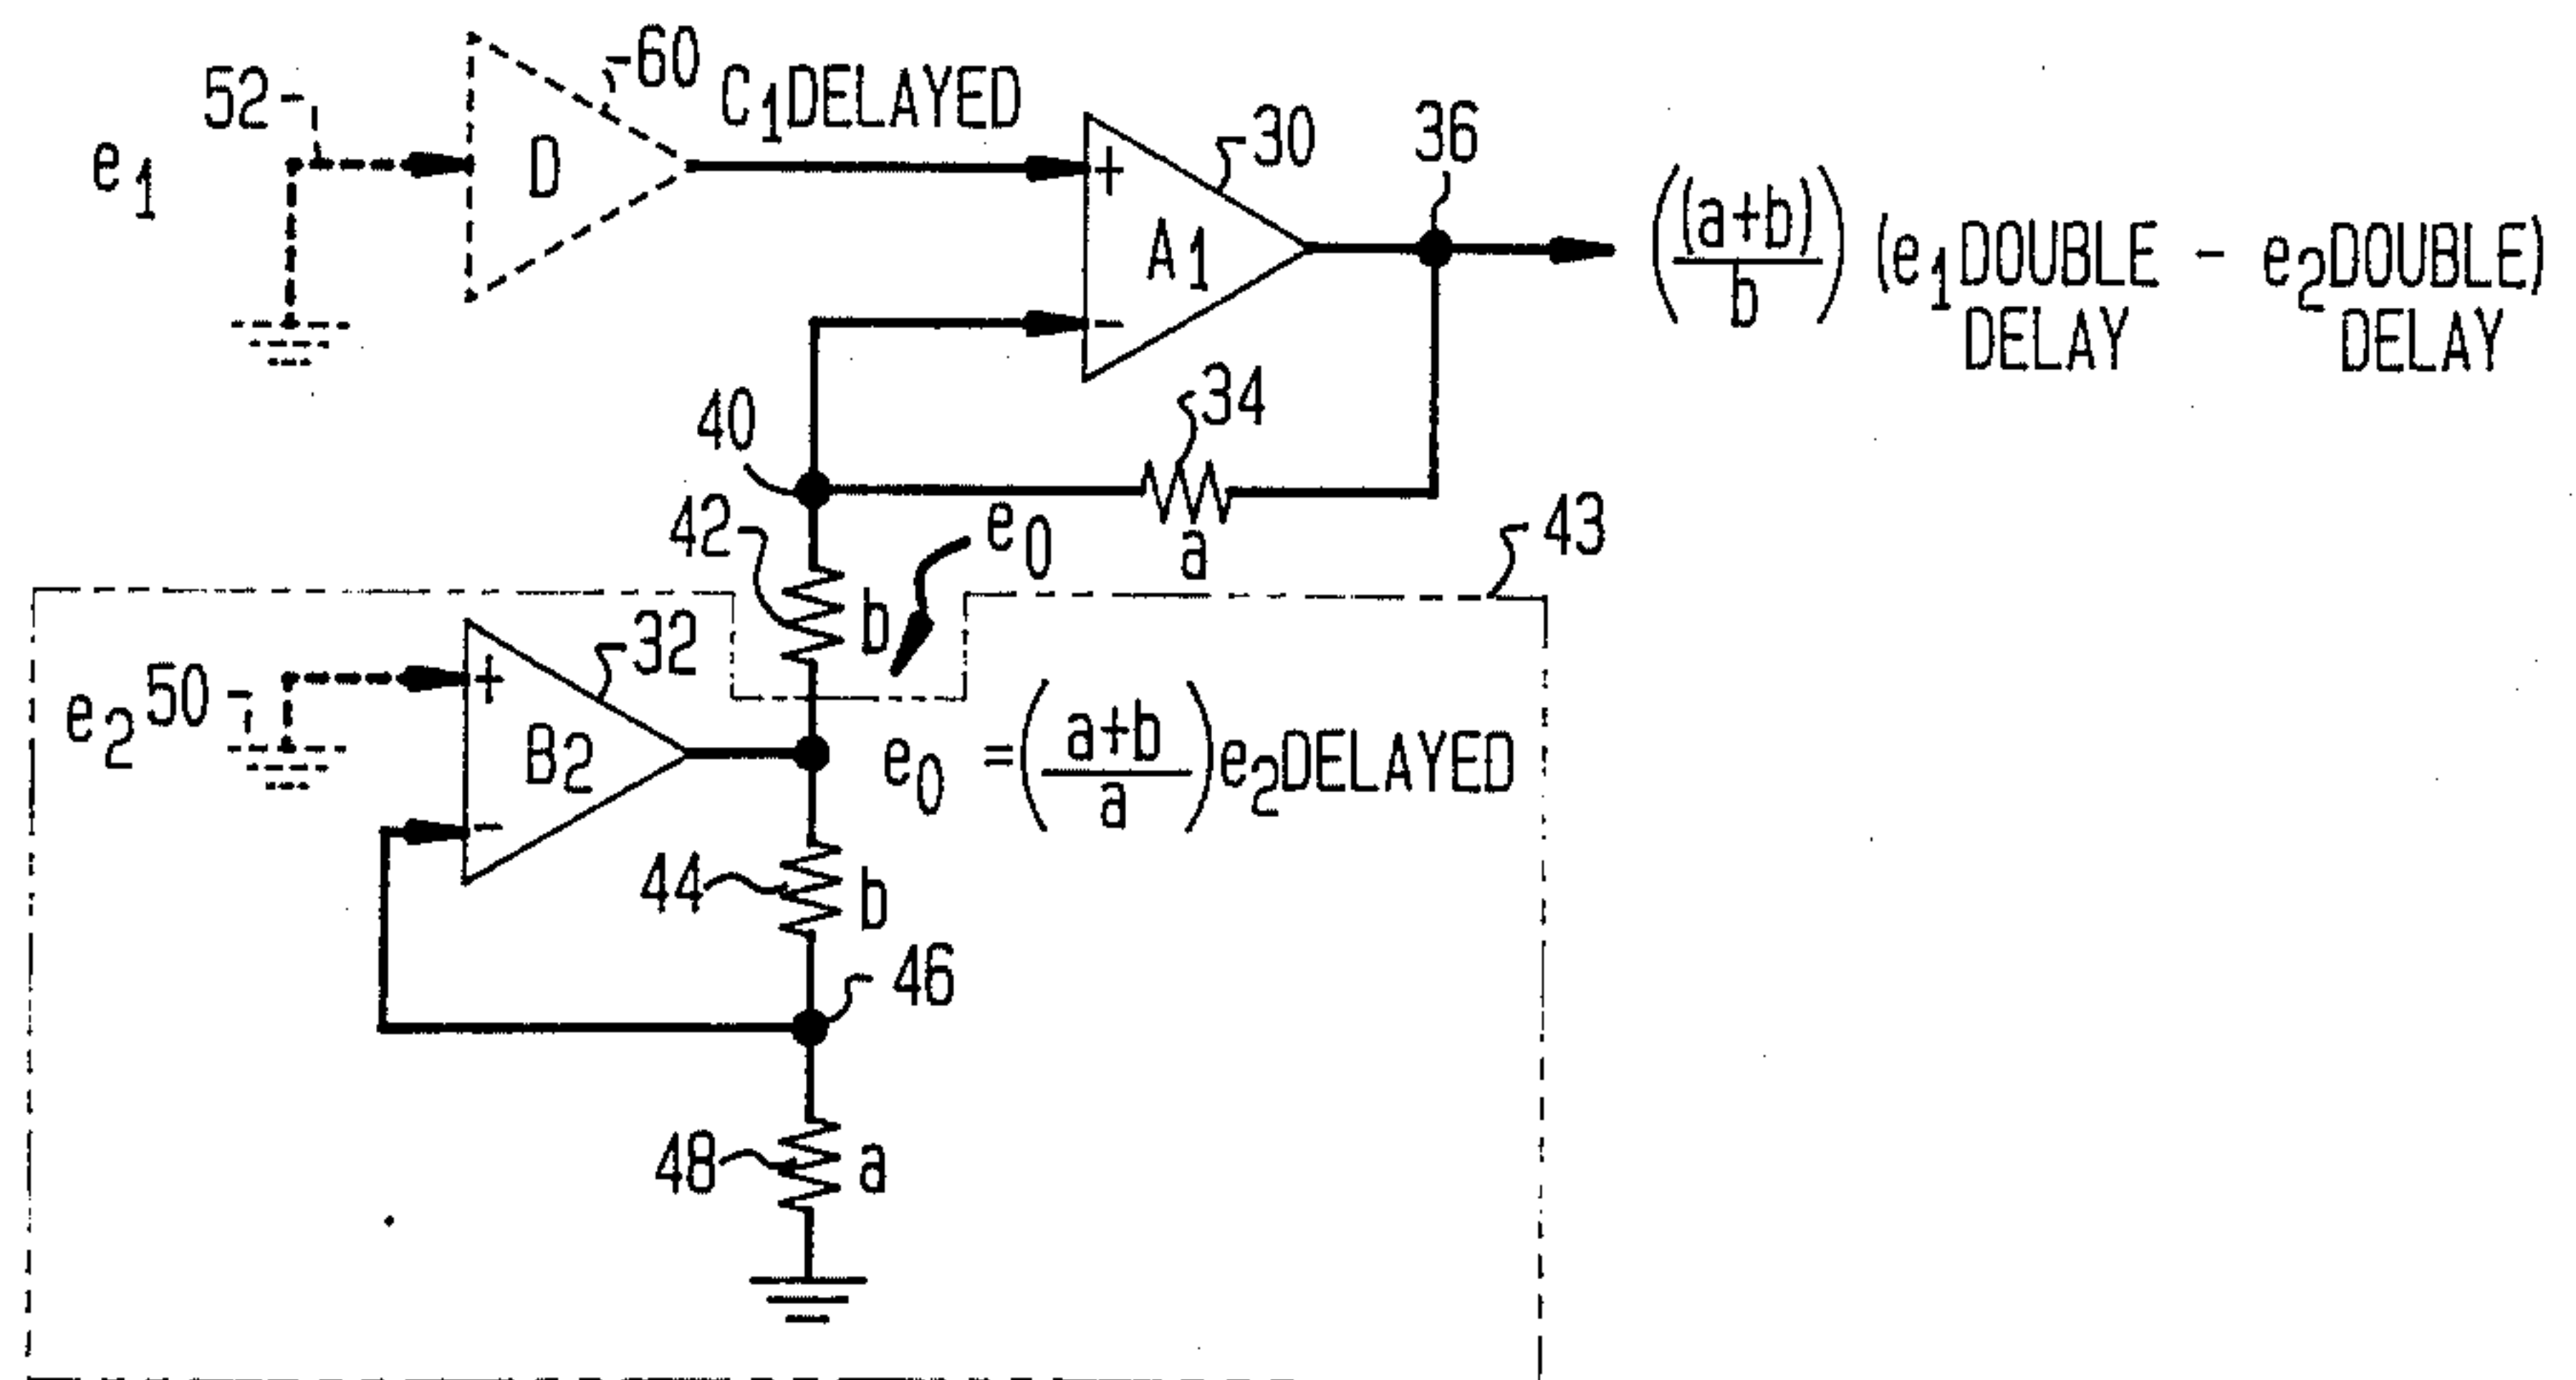 e1
52
D
60
C1DELAYED
+
-
A1
30
36
((a+b)/b) (e1DOUBLE DELAY - e2DOUBLE DELAY)
34
a
40
42
b
e0
43
e2
50
+
-
B2
32
e0 = (a+b/a) e2DELAYED
44
b
46
48
a